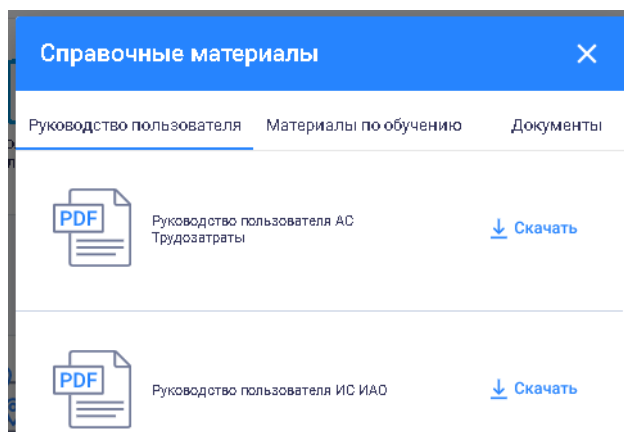 Справочные материалы
Руководство пользователя Материалы по обучению Документы
PDF
Руководство пользователя АС
Трудозатраты
Скачать
PDF
Руководство пользователя ИС ИАО
Скачать